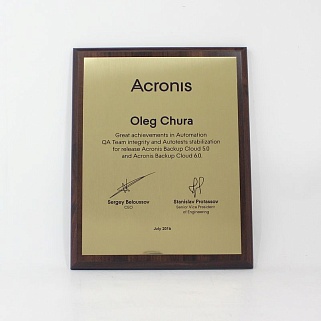 Acronis
Oleg Chura
Great achievements in Automation
QA Team integrity and Autotests stabilization
for release Acronis Backup Cloud 5.0
and Acronis Backup Cloud 6.0.
Sergey Beloussov
CEO
Stanislav Protassov
Senior Vice President
of Engineering
July 2016